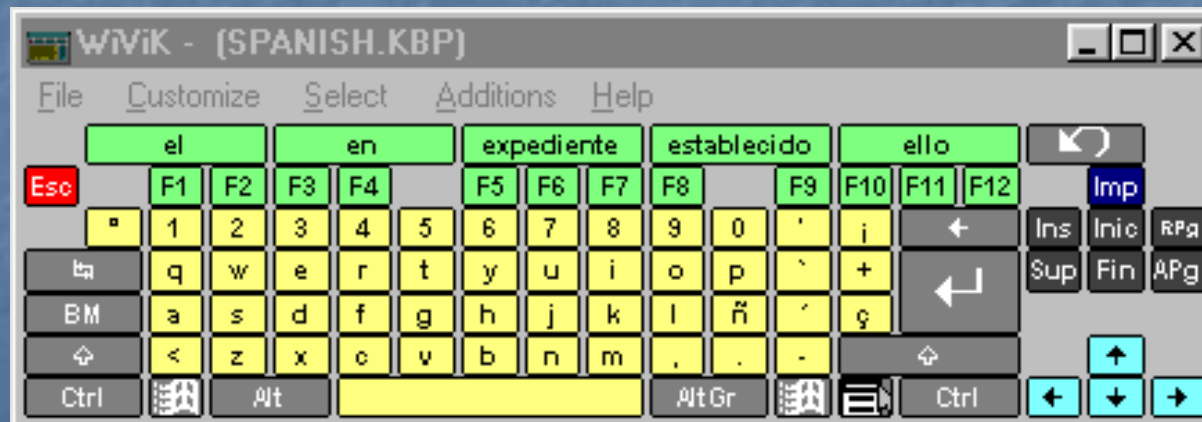 WiViK - (SPANISH.KBP)
File Customize Select Additions Help
el en expediente establecido ello
Esc F1 F2 F3 F4 F5 F6 F7 F8 F9 F10 F11 F12 Imp
º 1 2 3 4 5 6 7 8 9 0 ' ¡ ← Ins Inic RPg
q w e r t y u i o p ` + Sup Fin APg
BM a s d f g h j k l ñ ´ ç
< z x c v b n m , . -
Ctrl Alt AltGr Ctrl